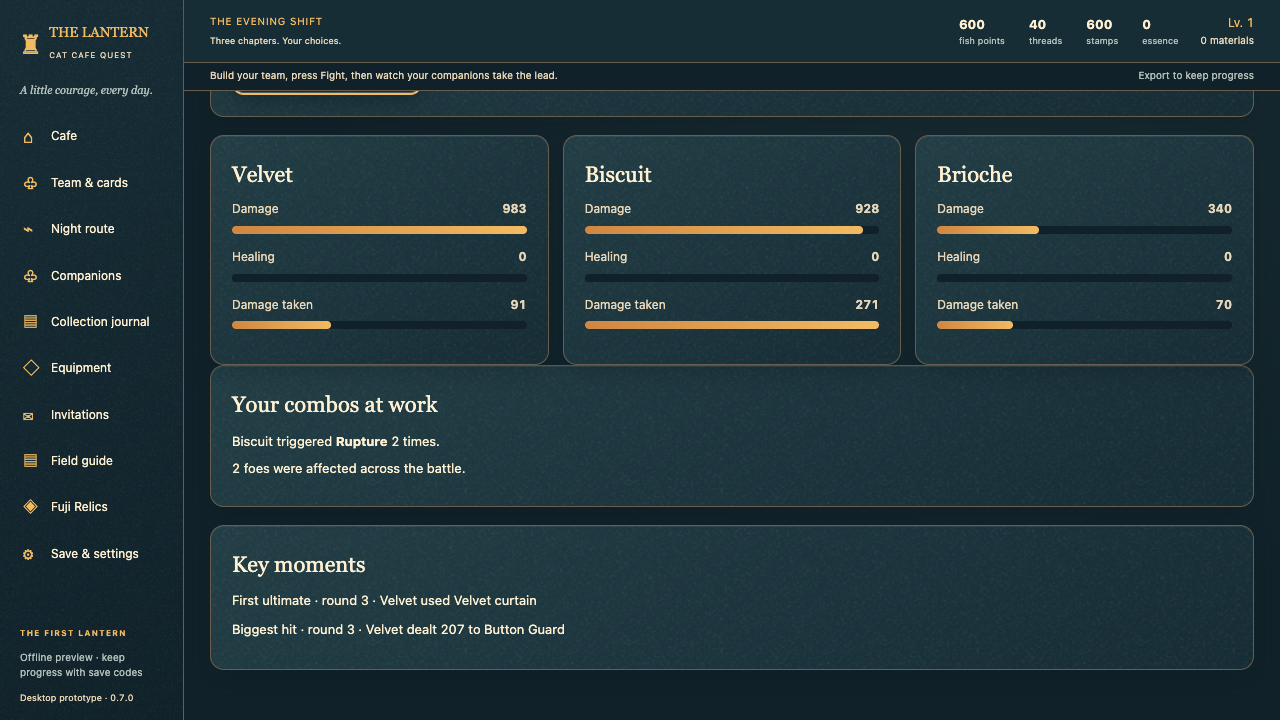 THE LANTERN
CAT CAFE QUEST
A little courage, every day.
Cafe
Team & cards
Night route
Companions
Collection journal
Equipment
Invitations
Field guide
Fuji Relics
Save & settings
THE FIRST LANTERN
Offline preview · keep
progress with save codes
Desktop prototype · 0.7.0
THE EVENING SHIFT
Three chapters. Your choices.
600
fish points
40
threads
600
stamps
0
essence
Lv. 1
0 materials
Build your team, press Fight, then watch your companions take the lead.
Export to keep progress
Velvet
Damage 983
Healing 0
Damage taken 91
Biscuit
Damage 928
Healing 0
Damage taken 271
Brioche
Damage 340
Healing 0
Damage taken 70
Your combos at work
Biscuit triggered Rupture 2 times.
2 foes were affected across the battle.
Key moments
First ultimate · round 3 · Velvet used Velvet curtain
Biggest hit · round 3 · Velvet dealt 207 to Button Guard